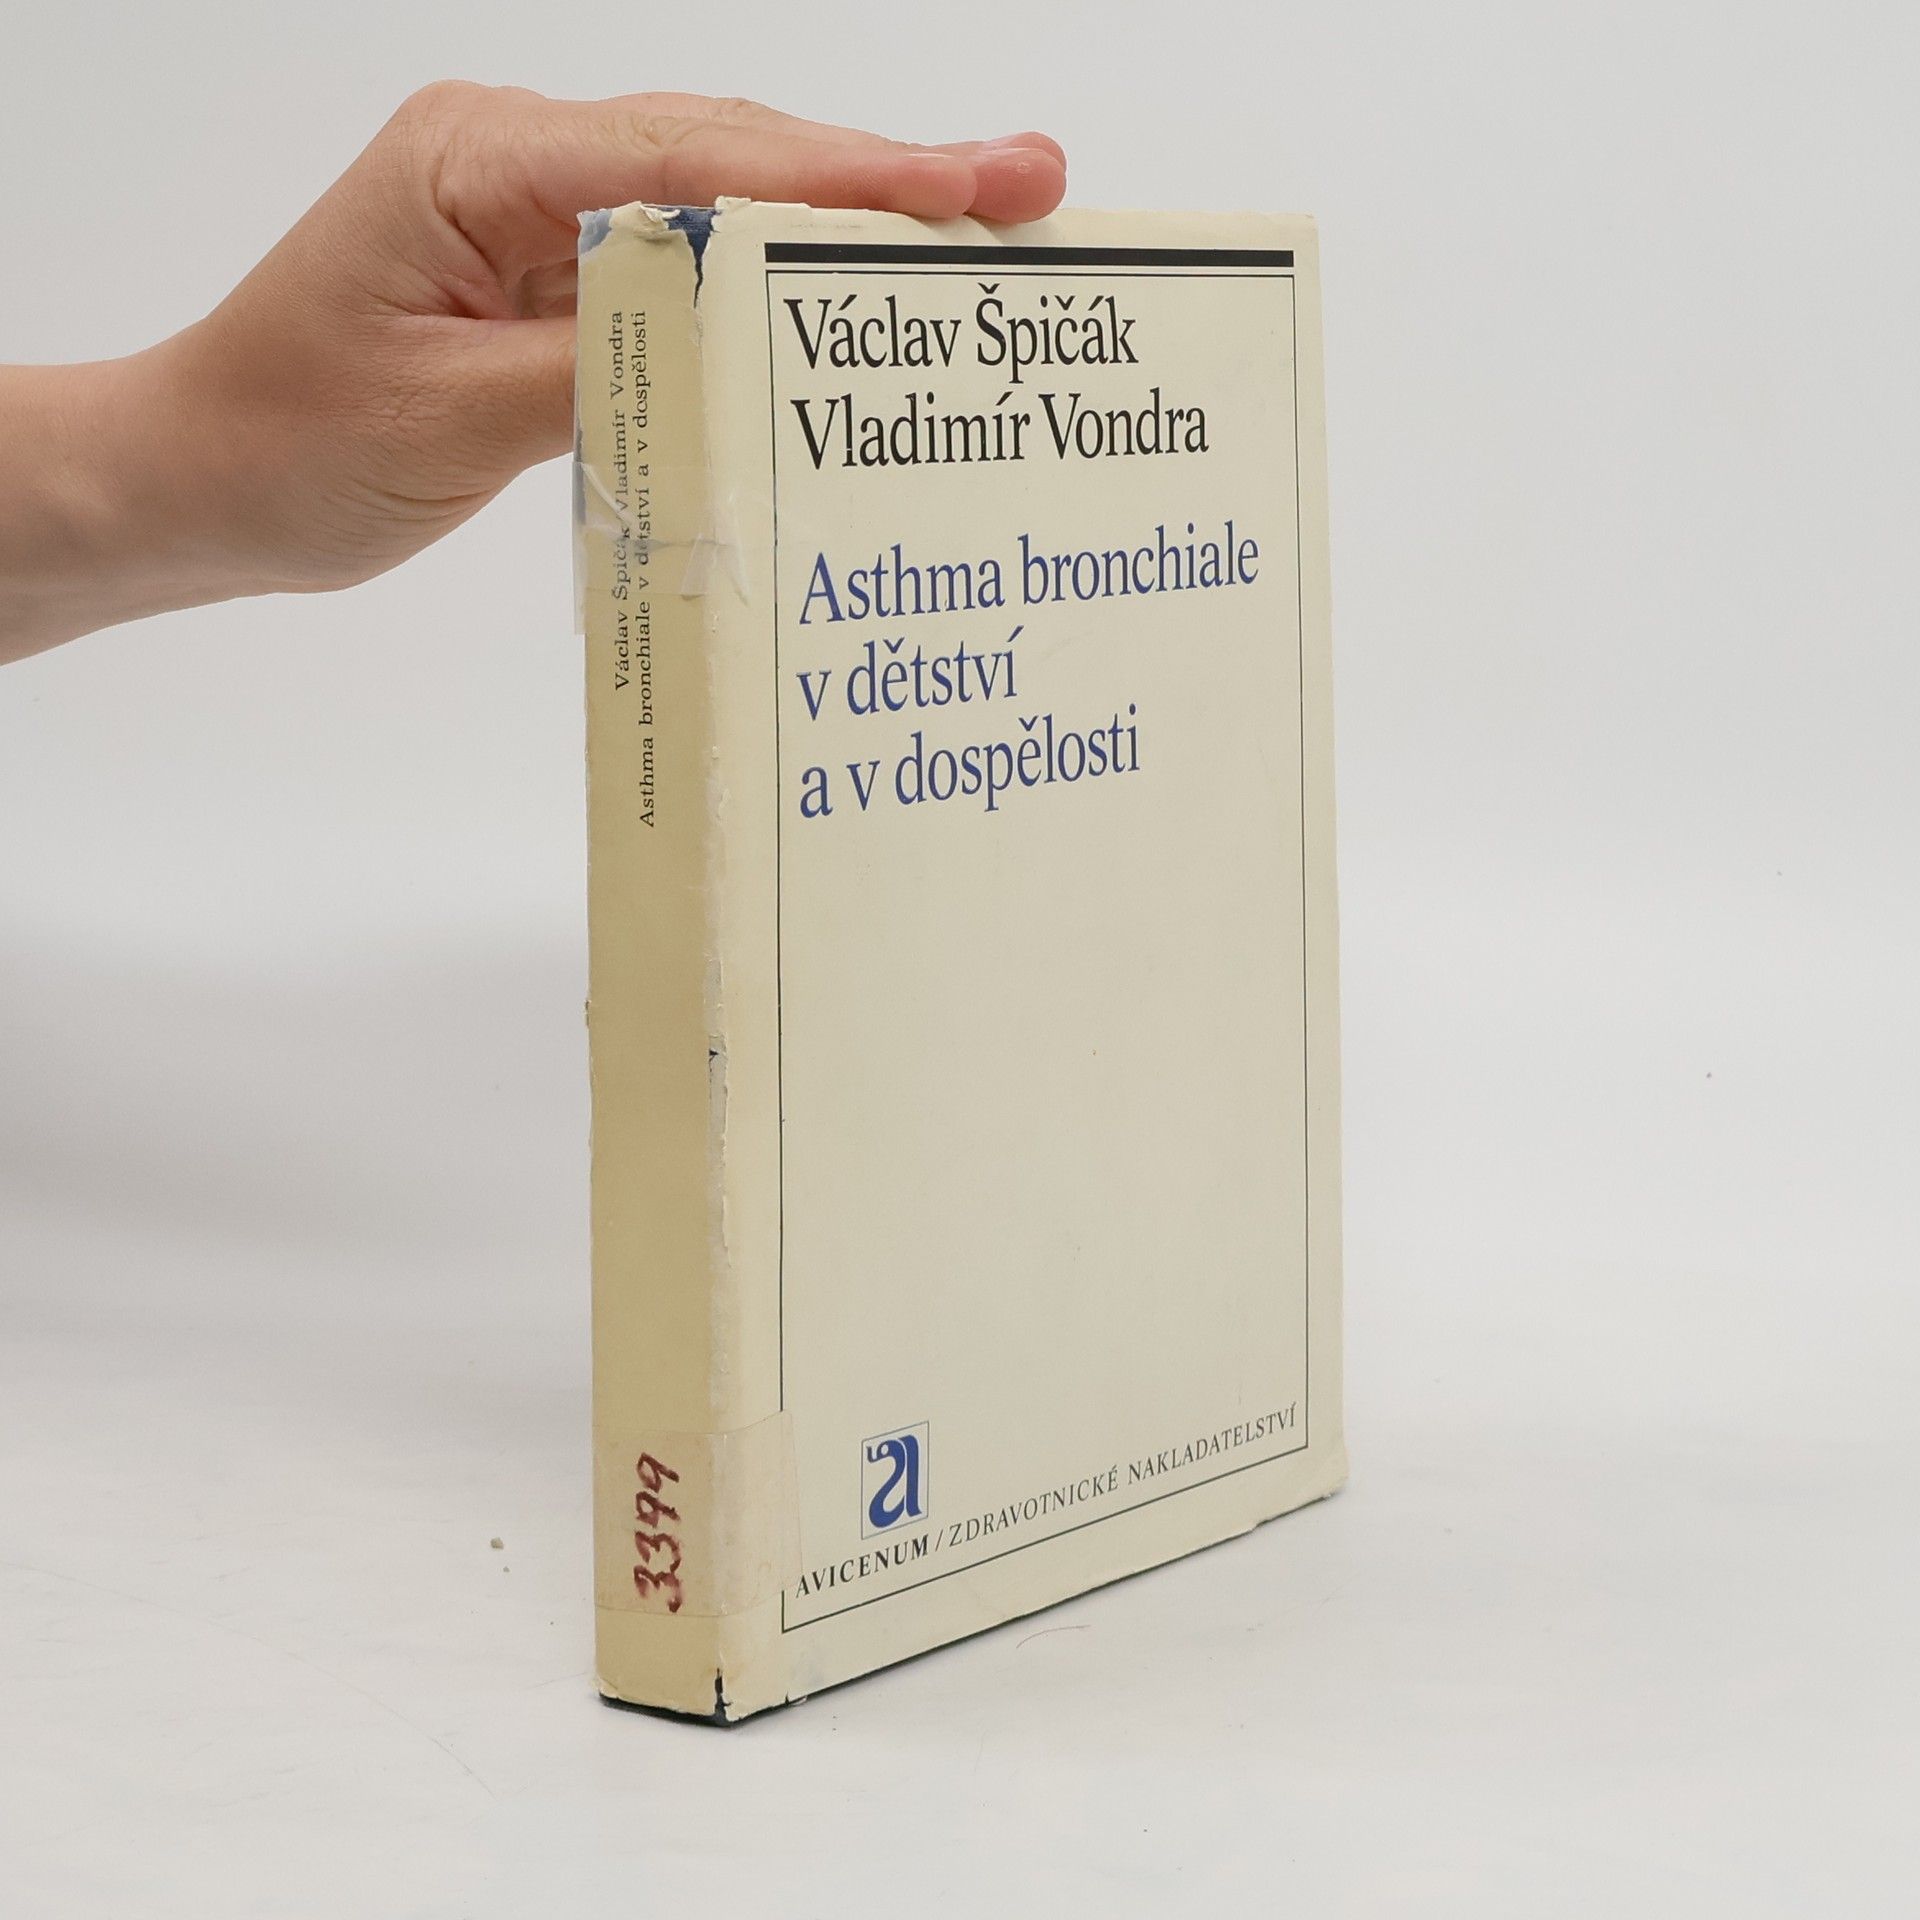 Václav Špičák
Vladimír Vondra
Asthma bronchiale
v dětství
a v dospělosti
AVICENUM / ZDRAVOTNICKÉ NAKLADATELSTVÍ
Václav Špičák Vladimír Vondra
Asthma bronchiale v dětství a v dospělosti
3399